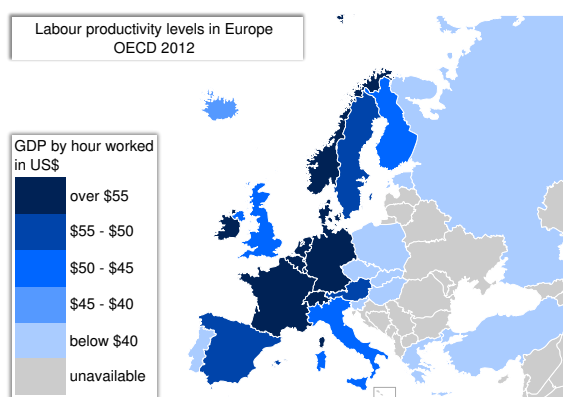 Labour productivity levels in Europe
OECD 2012
GDP by hour worked
in US$
over $55
$55 - $50
$50 - $45
$45 - $40
below $40
unavailable